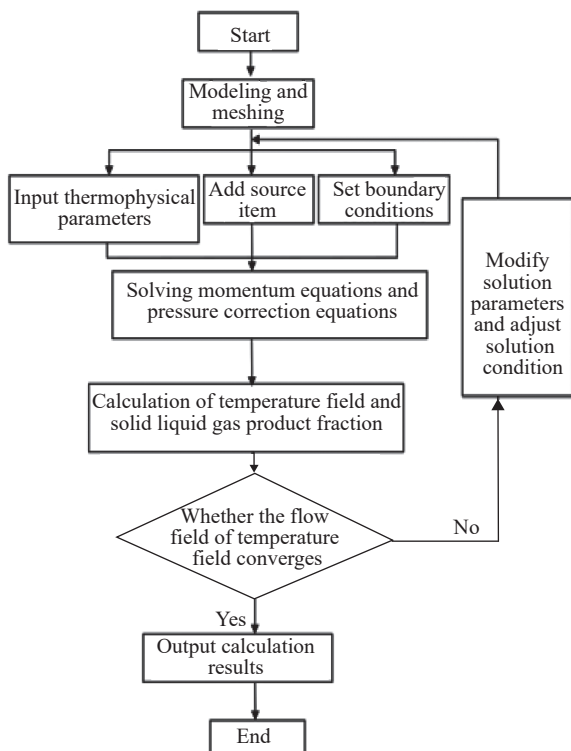 Start
Modeling and
meshing
Input thermophysical
parameters
Add source
item
Set boundary
conditions
Solving momentum equations and
pressure correction equations
Modify
solution
parameters
and adjust
solution
condition
Calculation of temperature field and
solid liquid gas product fraction
Whether the flow
field of temperature
field converges
No
Yes
Output calculation
results
End